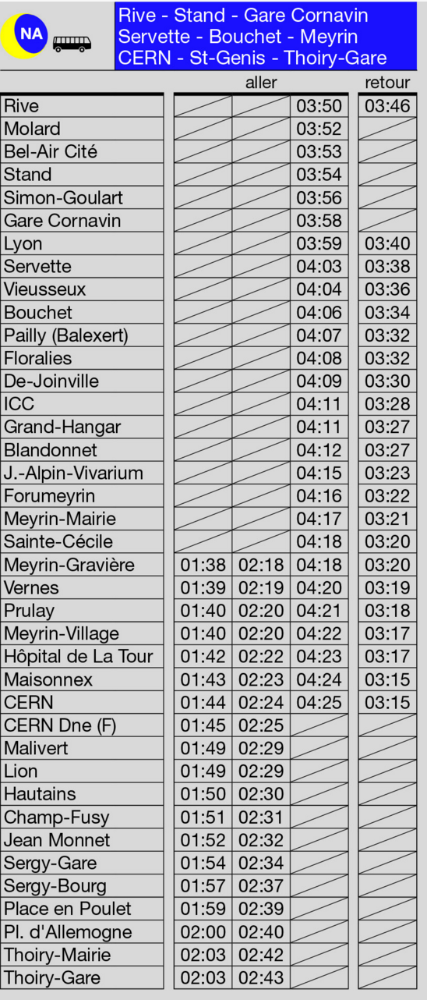 NA
Rive - Stand - Gare Cornavin
Servette - Bouchet - Meyrin
CERN - St-Genis - Thoiry-Gare
aller retour
Rive 03:50 03:46
Molard 03:52
Bel-Air Cité 03:53
Stand 03:54
Simon-Goulart 03:56
Gare Cornavin 03:58
Lyon 03:59 03:40
Servette 04:03 03:38
Vieusseux 04:04 03:36
Bouchet 04:06 03:34
Pailly (Balexert) 04:07 03:32
Floralies 04:08 03:32
De-Joinville 04:09 03:30
ICC 04:11 03:28
Grand-Hangar 04:11 03:27
Blandonnet 04:12 03:27
J.-Alpin-Vivarium 04:15 03:23
Forumeyrin 04:16 03:22
Meyrin-Mairie 04:17 03:21
Sainte-Cécile 04:18 03:20
Meyrin-Gravière 01:38 02:18 04:18 03:20
Vernes 01:39 02:19 04:20 03:19
Prulay 01:40 02:20 04:21 03:18
Meyrin-Village 01:40 02:20 04:22 03:17
Hôpital de La Tour 01:42 02:22 04:23 03:17
Maisonnex 01:43 02:23 04:24 03:15
CERN 01:44 02:24 04:25 03:15
CERN Dne (F) 01:45 02:25
Malivert 01:49 02:29
Lion 01:49 02:29
Hautains 01:50 02:30
Champ-Fusy 01:51 02:31
Jean Monnet 01:52 02:32
Sergy-Gare 01:54 02:34
Sergy-Bourg 01:57 02:37
Place en Poulet 01:59 02:39
Pl. d'Allemogne 02:00 02:40
Thoiry-Mairie 02:03 02:42
Thoiry-Gare 02:03 02:43